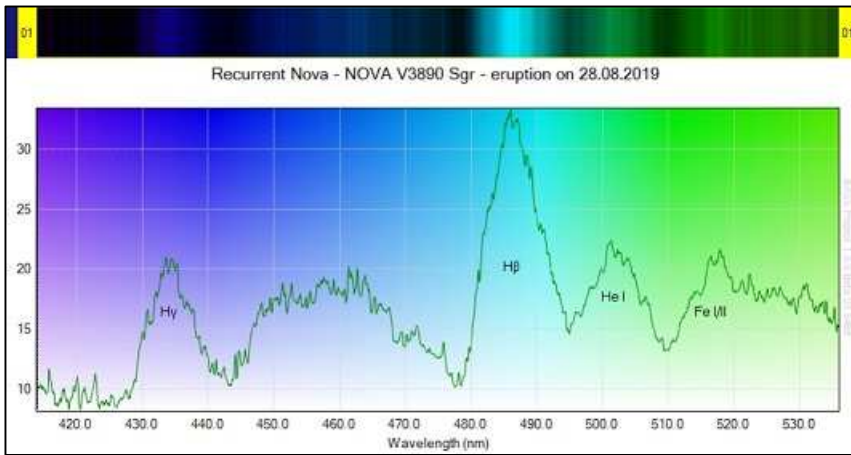 01 01
Recurrent Nova - NOVA V3890 Sgr - eruption on 28.08.2019
30
25
20
15
10
Hγ
Hβ
He I
Fe I/II
420.0 430.0 440.0 450.0 460.0 470.0 480.0 490.0 500.0 510.0 520.0 530.0
Wavelength (nm)